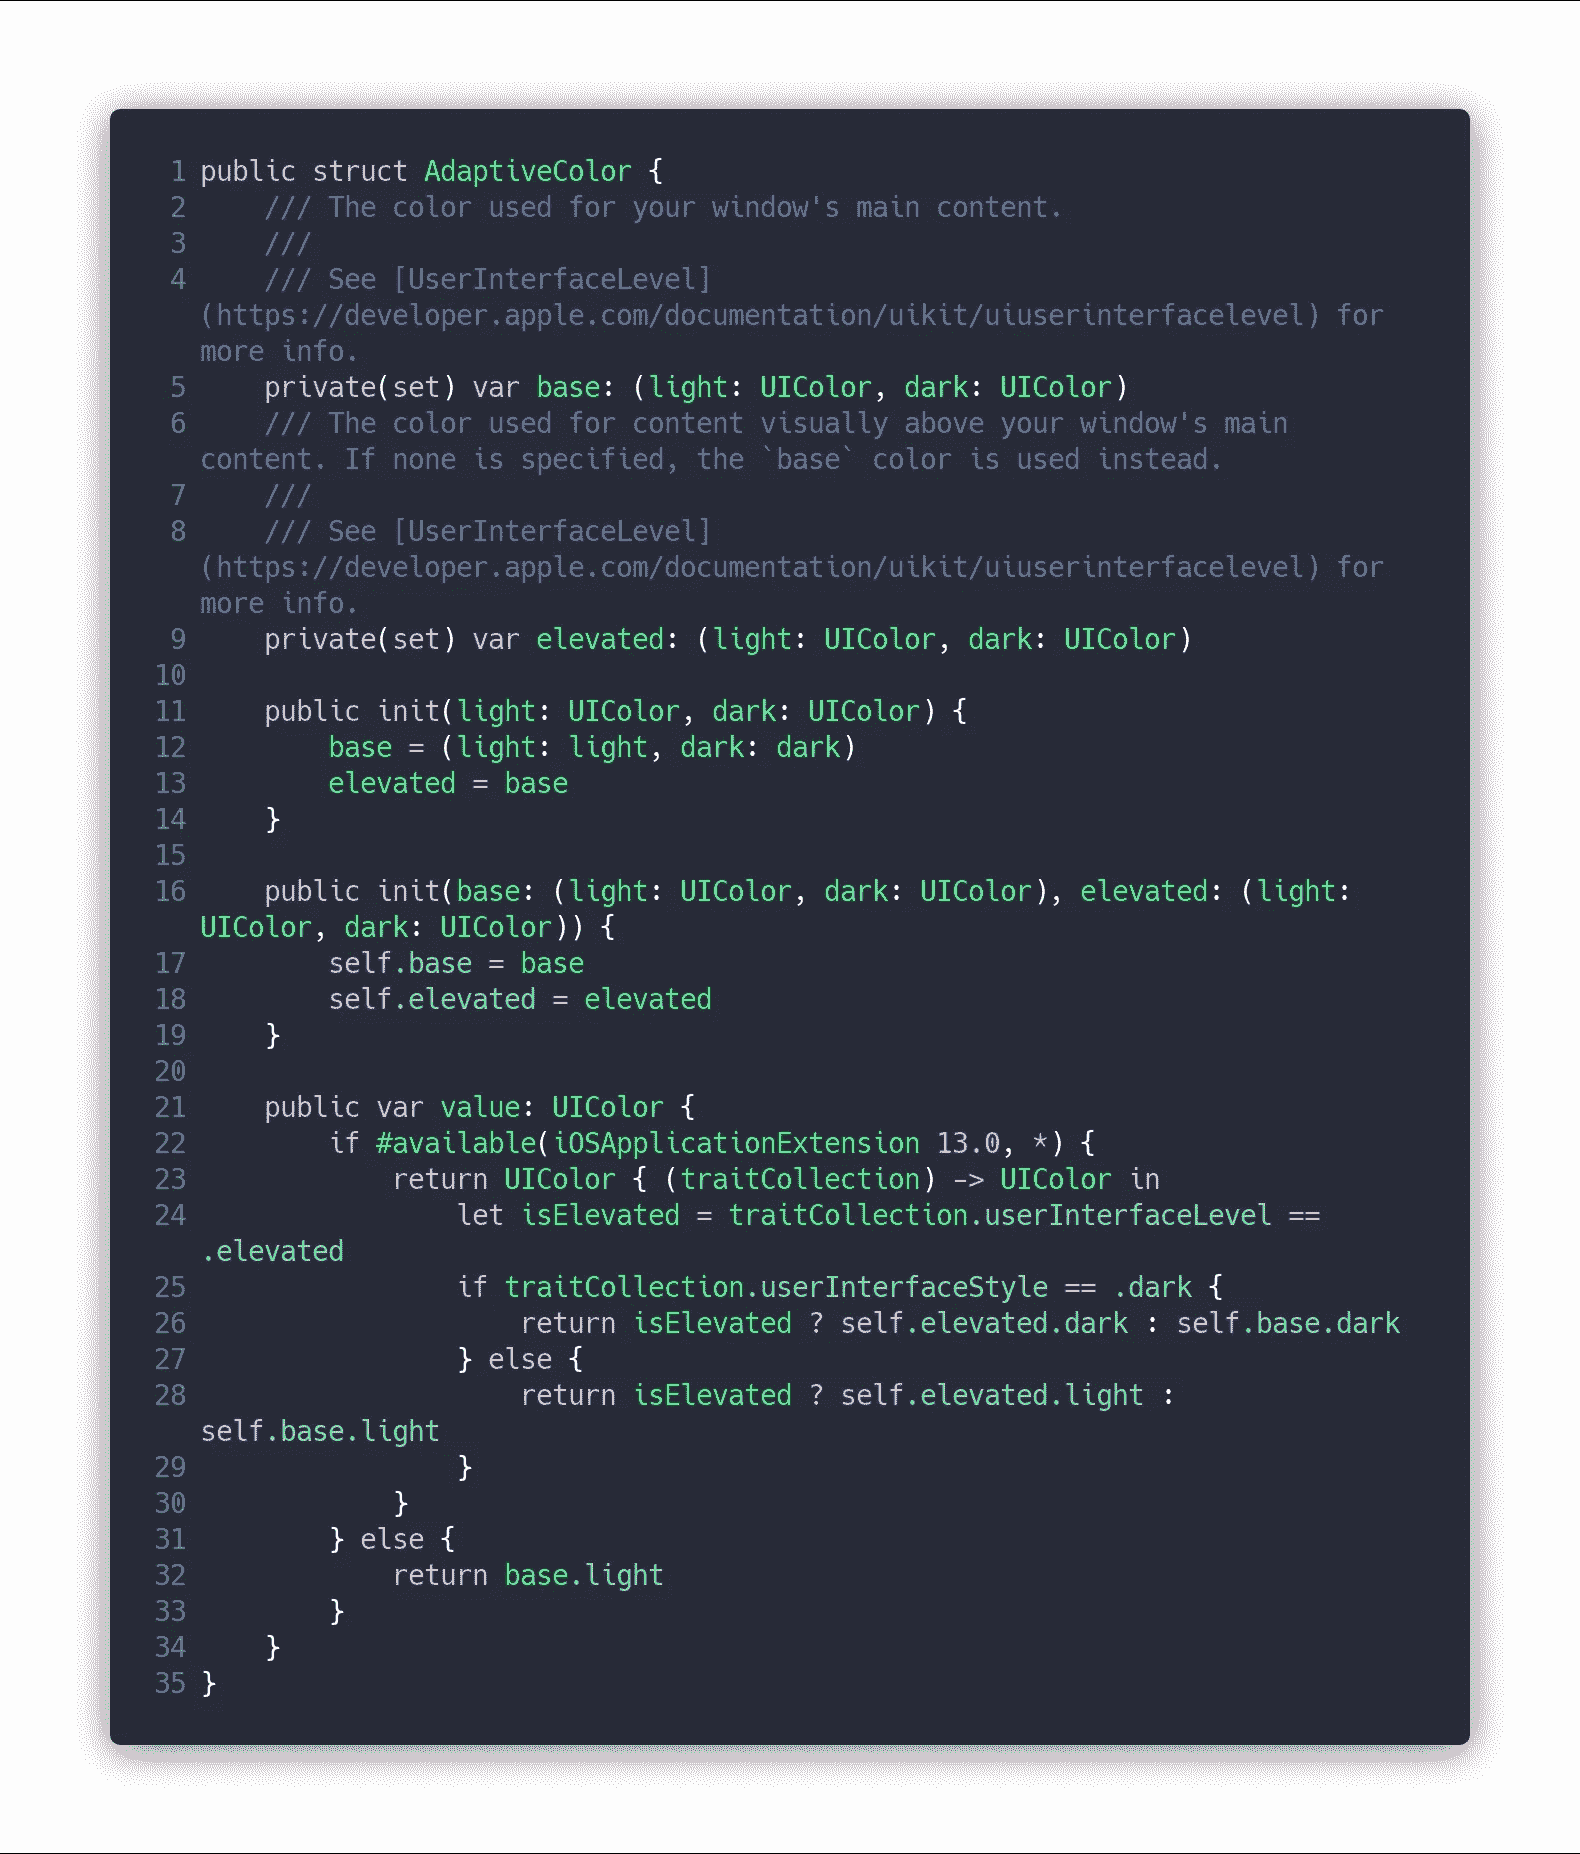 1 public struct AdaptiveColor {
2     /// The color used for your window's main content.
3     ///
4     /// See [UserInterfaceLevel]
(https://developer.apple.com/documentation/uikit/uiuserinterfacelevel) for
more info.
5     private(set) var base: (light: UIColor, dark: UIColor)
6     /// The color used for content visually above your window's main
content. If none is specified, the `base` color is used instead.
7     ///
8     /// See [UserInterfaceLevel]
(https://developer.apple.com/documentation/uikit/uiuserinterfacelevel) for
more info.
9     private(set) var elevated: (light: UIColor, dark: UIColor)
10
11     public init(light: UIColor, dark: UIColor) {
12         base = (light: light, dark: dark)
13         elevated = base
14     }
15
16     public init(base: (light: UIColor, dark: UIColor), elevated: (light:
UIColor, dark: UIColor)) {
17         self.base = base
18         self.elevated = elevated
19     }
20
21     public var value: UIColor {
22         if #available(iOSApplicationExtension 13.0, *) {
23             return UIColor { (traitCollection) -> UIColor in
24                 let isElevated = traitCollection.userInterfaceLevel ==
.elevated
25                 if traitCollection.userInterfaceStyle == .dark {
26                     return isElevated ? self.elevated.dark : self.base.dark
27                 } else {
28                     return isElevated ? self.elevated.light :
self.base.light
29                 }
30             }
31         } else {
32             return base.light
33         }
34     }
35 }